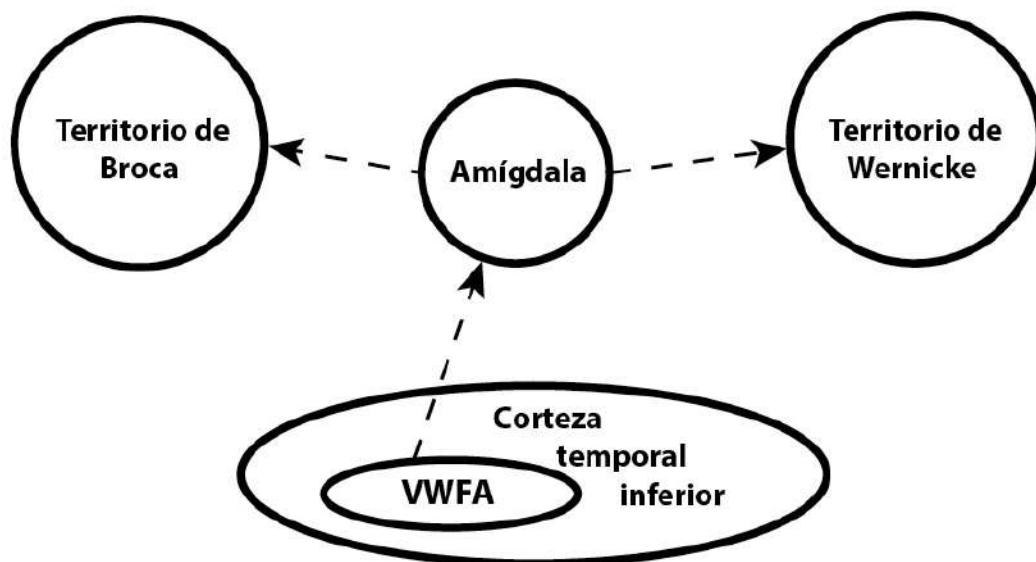 Territorio de
Broca
Amígdala
Territorio de
Wernicke
Corteza
temporal
inferior
VWFA